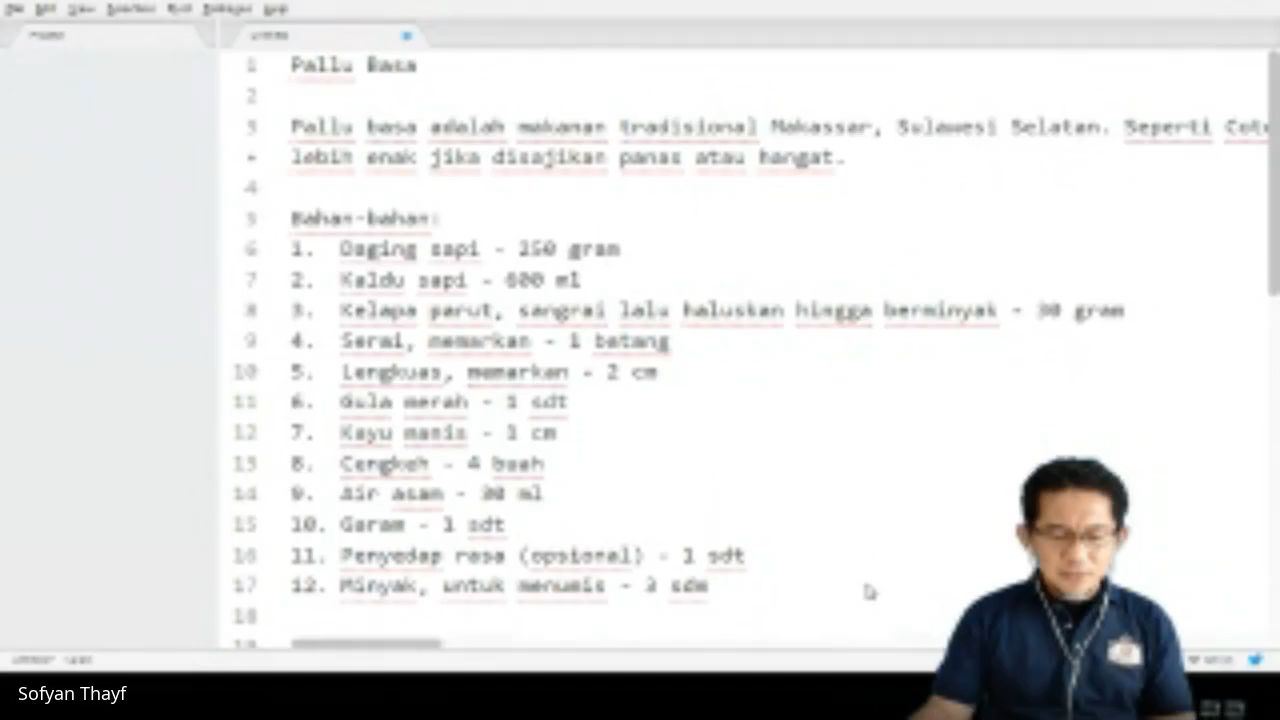 Pallu Basa
Pallu basa adalah makanan tradisional Makassar, Sulawesi Selatan. Seperti Coto
lebih enak jika disajikan panas atau hangat.
Bahan-bahan:
1. Daging sapi - 250 gram
2. Kaldu sapi - 600 ml
3. Kelapa parut, sangrai lalu haluskan hingga berminyak - 30 gram
4. Serai, memarkan - 1 batang
5. Lengkuas, memarkan - 2 cm
6. Gula merah - 1 sdt
7. Kayu manis - 1 cm
8. Cengkeh - 4 buah
9. Air asam - 30 ml
10. Garam - 1 sdt
11. Penyedap rasa (opsional) - 1 sdt
12. Minyak, untuk menumis - 3 sdm
Sofyan Thayf